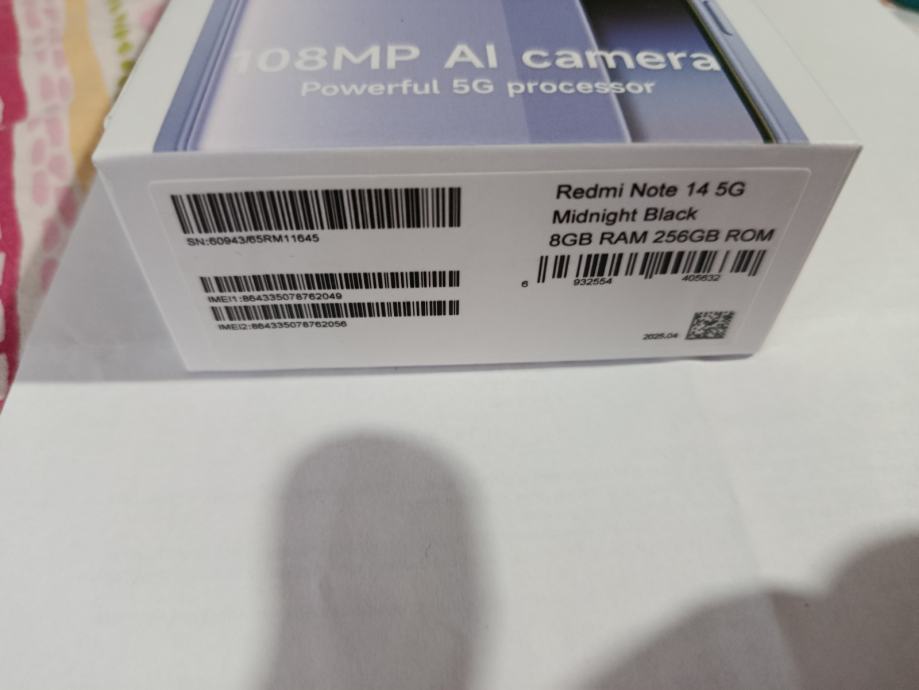 108MP AI camera
Powerful 5G processor
SN:60943/65RM11645
IMEI1:864335078762049
IMEI2:864335078762056
Redmi Note 14 5G
Midnight Black
8GB RAM 256GB ROM
6 932554 405632
2025.04